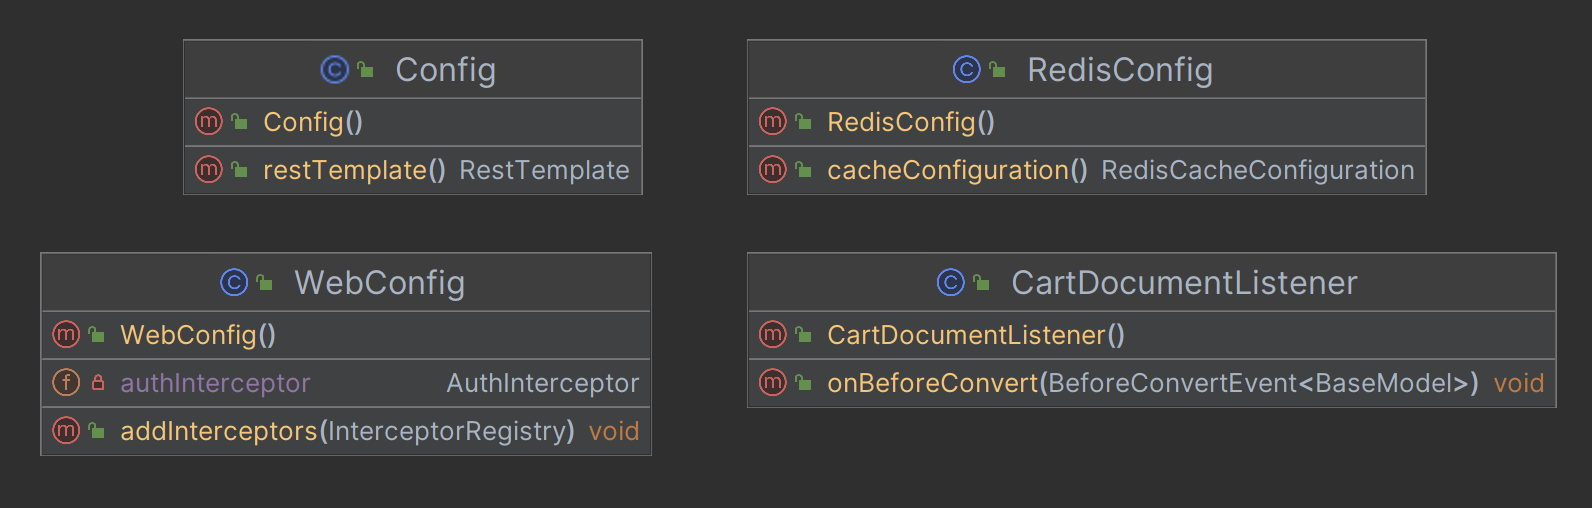 Config
Config()
restTemplate() RestTemplate
RedisConfig
RedisConfig()
cacheConfiguration() RedisCacheConfiguration
WebConfig
WebConfig()
authInterceptor AuthInterceptor
addInterceptors(InterceptorRegistry) void
CartDocumentListener
CartDocumentListener()
onBeforeConvert(BeforeConvertEvent<BaseModel>) void